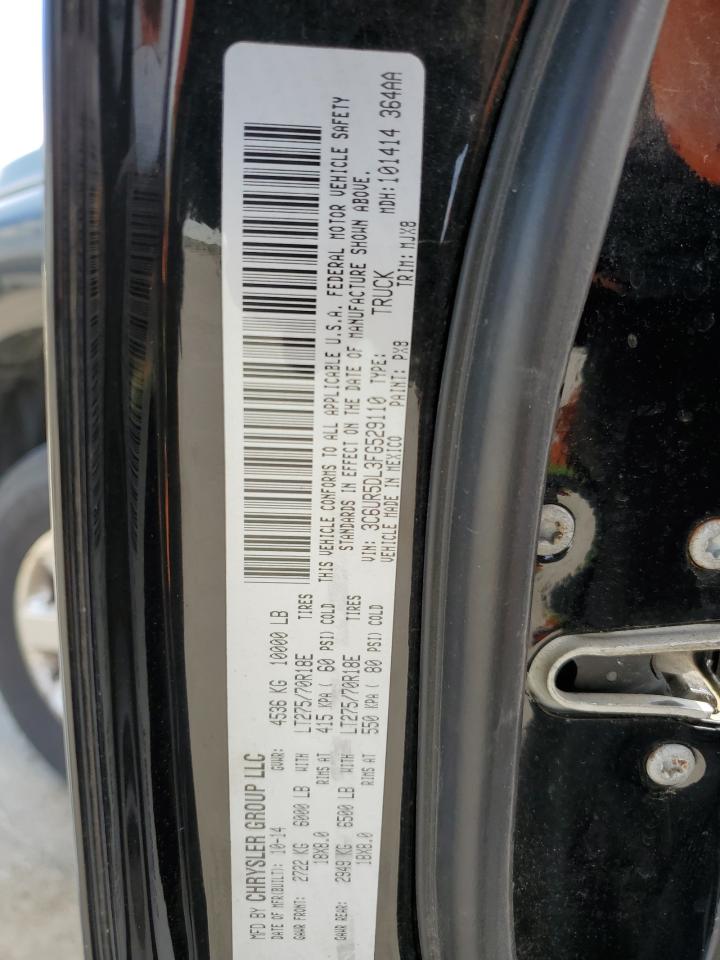 MFD BY CHRYSLER GROUP LLC
DATE OF MFR(BUILT): 10-14 GVWR: 4536 KG 10000 LB
GAWR FRONT: 2722 KG 6000 LB WITH LT275/70R18E TIRES
18X8.0 RIMS AT 415 KPA ( 60 PSI) COLD
GAWR REAR: 2949 KG 6500 LB WITH LT275/70R18E TIRES
18X8.0 RIMS AT 550 KPA ( 80 PSI) COLD
THIS VEHICLE CONFORMS TO ALL APPLICABLE U.S.A. FEDERAL MOTOR VEHICLE SAFETY
STANDARDS IN EFFECT ON THE DATE OF MANUFACTURE SHOWN ABOVE.
VIN: 3C6UR5DL3FG529110 TYPE: TRUCK MDH: 101414 364AA
VEHICLE MADE IN MEXICO PAINT: PX8 TRIM: MJX8